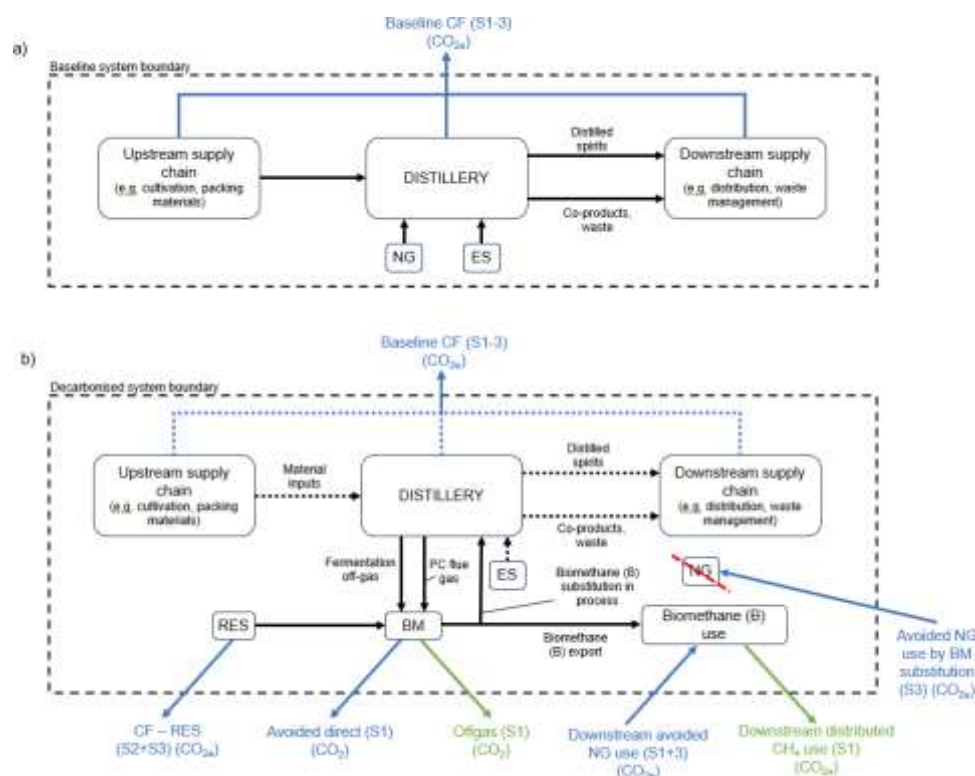 Baseline CF (S1-3)
(CO2e)
a)
Baseline system boundary
Upstream supply
chain
(e.g. cultivation, packing
materials)
DISTILLERY
Distilled
spirits
Co-products,
waste
Downstream supply
chain
(e.g. distribution, waste
management)
NG
ES
b)
Baseline CF (S1-3)
(CO2e)
Decarbonised system boundary
Upstream supply
chain
(e.g. cultivation, packing
materials)
Material
inputs
DISTILLERY
Distilled
spirits
Co-products,
waste
Downstream supply
chain
(e.g. distribution, waste
management)
Fermentation
off-gas
PC flue
gas
ES
Biomethane (B)
substitution in
process
NG
RES
BM
Biomethane
(B) export
Biomethane (B)
use
Avoided NG
use by BM
substitution
(S3) (CO2e)
CF – RES
(S2+S3) (CO2e)
Avoided direct (S1)
(CO2)
Offgas (S1)
(CO2)
Downstream avoided
NG use (S1+3)
(CO2e)
Downstream distributed
CH4 use (S1)
(CO2e)